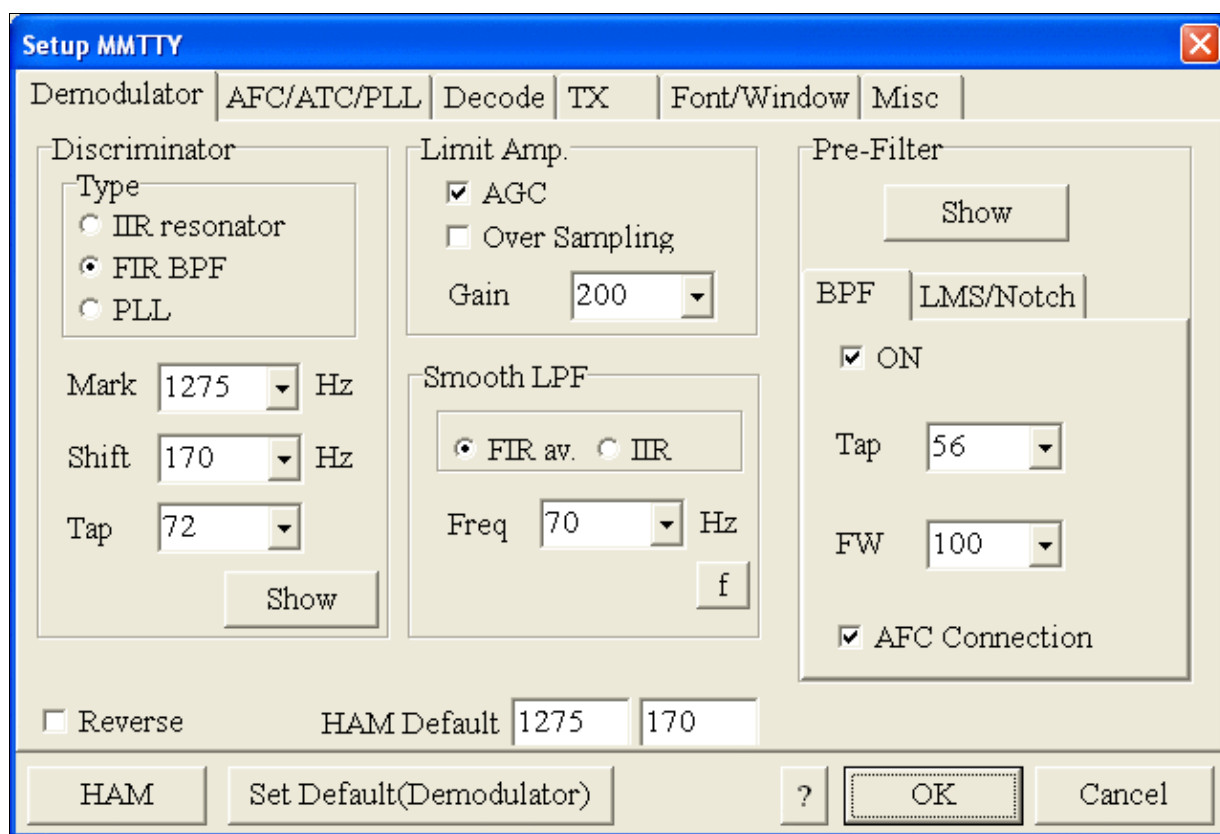 Setup MMTTY
Demodulator AFC/ATC/PLL Decode TX Font/Window Misc
Discriminator
Type
IIR resonator
FIR BPF
PLL
Mark 1275 Hz
Shift 170 Hz
Tap 72
Show
Limit Amp.
AGC
Over Sampling
Gain 200
Smooth LPF
FIR av. IIR
Freq 70 Hz
f
Pre-Filter
Show
BPF LMS/Notch
ON
Tap 56
FW 100
AFC Connection
Reverse HAM Default 1275 170
HAM Set Default(Demodulator) ? OK Cancel